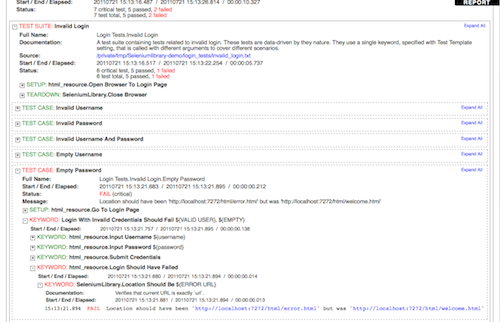 Start / End / Elapsed: 20110721 15:13:16.487 / 20110721 15:13:26.814 / 00:00:10.327
REPORT
Status: 7 critical test, 5 passed, 2 failed
7 test total, 5 passed, 2 failed
TEST SUITE: Invalid Login Expand All
Full Name: Login Tests.Invalid Login
Documentation: A test suite containing tests related to invalid login. These tests are data-driven by their nature. They use a single keyword, specified with Test Template
setting, that is called with different arguments to cover different scenarios.
Source: /private/tmp/Seleniumlibrary-demo/login_tests/invalid_login.txt
Start / End / Elapsed: 20110721 15:13:16.517 / 20110721 15:13:22.254 / 00:00:05.737
Status: 6 critical test, 5 passed, 1 failed
6 test total, 5 passed, 1 failed
SETUP: html_resource.Open Browser To Login Page
TEARDOWN: SeleniumLibrary.Close Browser
TEST CASE: Invalid Username Expand All
TEST CASE: Invalid Password Expand All
TEST CASE: Invalid Username And Password Expand All
TEST CASE: Empty Username Expand All
TEST CASE: Empty Password Expand All
Full Name: Login Tests.Invalid Login.Empty Password
Start / End / Elapsed: 20110721 15:13:21.683 / 20110721 15:13:21.895 / 00:00:00.212
Status: FAIL (critical)
Message: Location should have been 'http://localhost:7272/html/error.html' but was 'http://localhost:7272/html/welcome.html'
SETUP: html_resource.Go To Login Page
KEYWORD: Login With Invalid Credentials Should Fail ${VALID USER}, ${EMPTY}
Start / End / Elapsed: 20110721 15:13:21.757 / 20110721 15:13:21.895 / 00:00:00.138
KEYWORD: html_resource.Input Username ${username}
KEYWORD: html_resource.Input Password ${password}
KEYWORD: html_resource.Submit Credentials
KEYWORD: html_resource.Login Should Have Failed
Start / End / Elapsed: 20110721 15:13:21.880 / 20110721 15:13:21.894 / 00:00:00.014
KEYWORD: SeleniumLibrary.Location Should Be ${ERROR URL}
Documentation: Verifies that current URL is exactly `url`.
Start / End / Elapsed: 20110721 15:13:21.881 / 20110721 15:13:21.894 / 00:00:00.013
15:13:21.894 FAIL Location should have been 'http://localhost:7272/html/error.html' but was 'http://localhost:7272/html/welcome.html'